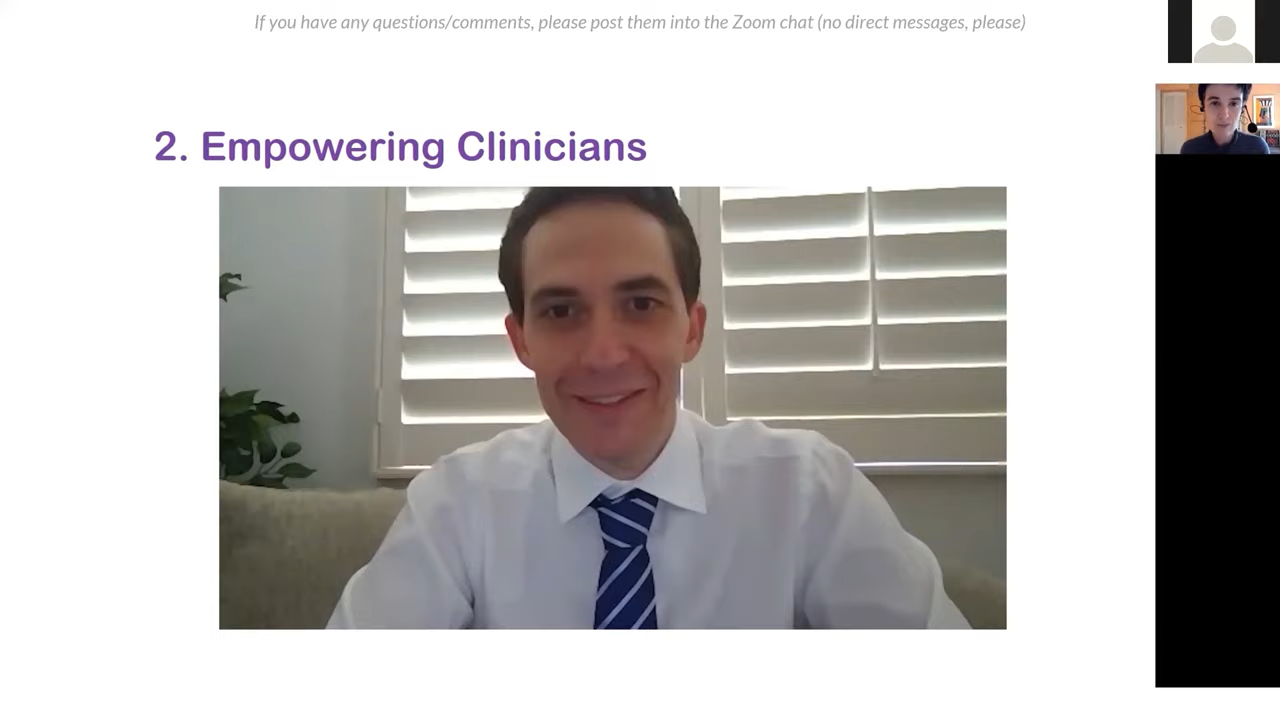 If you have any questions/comments, please post them into the Zoom chat (no direct messages, please)
2. Empowering Clinicians